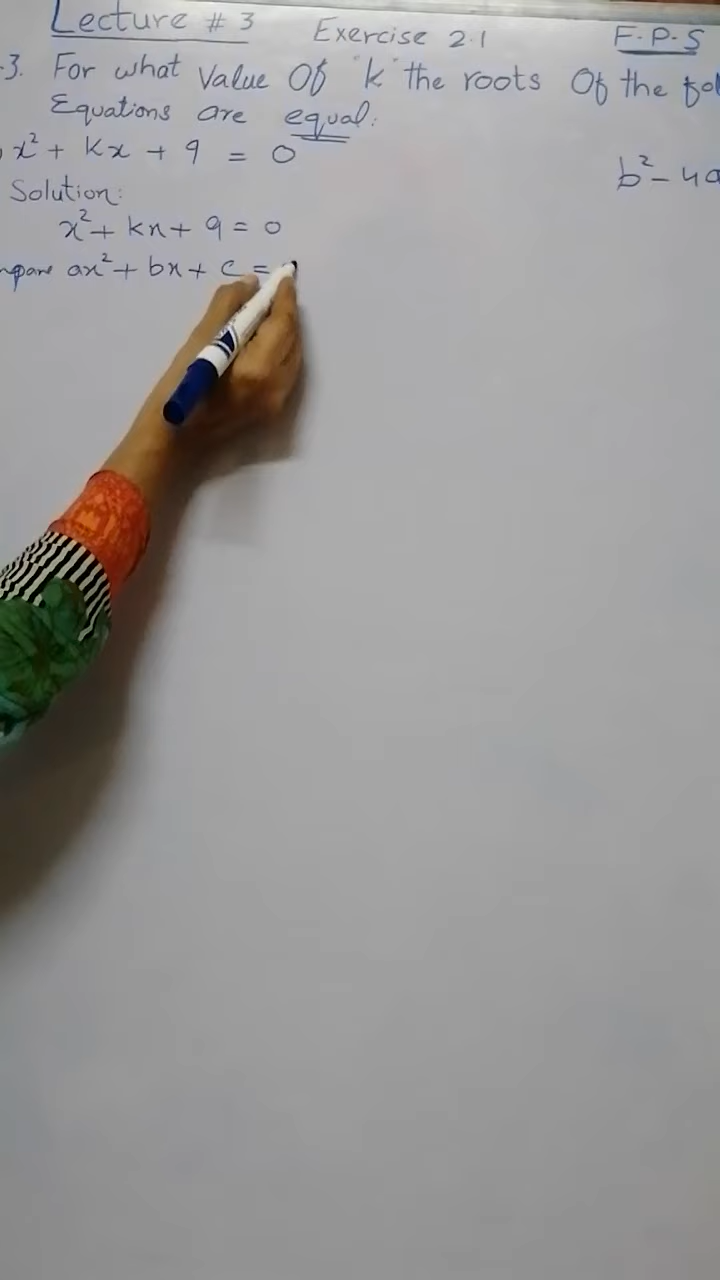 Lecture # 3 Exercise 2.1 F.P.S
3. For what Value Of "k" the roots Of the
Equations are equal:
x² + kx + 9 = 0
b² - 4a
Solution:
x² + kx + 9 = 0
ax² + bx + c =